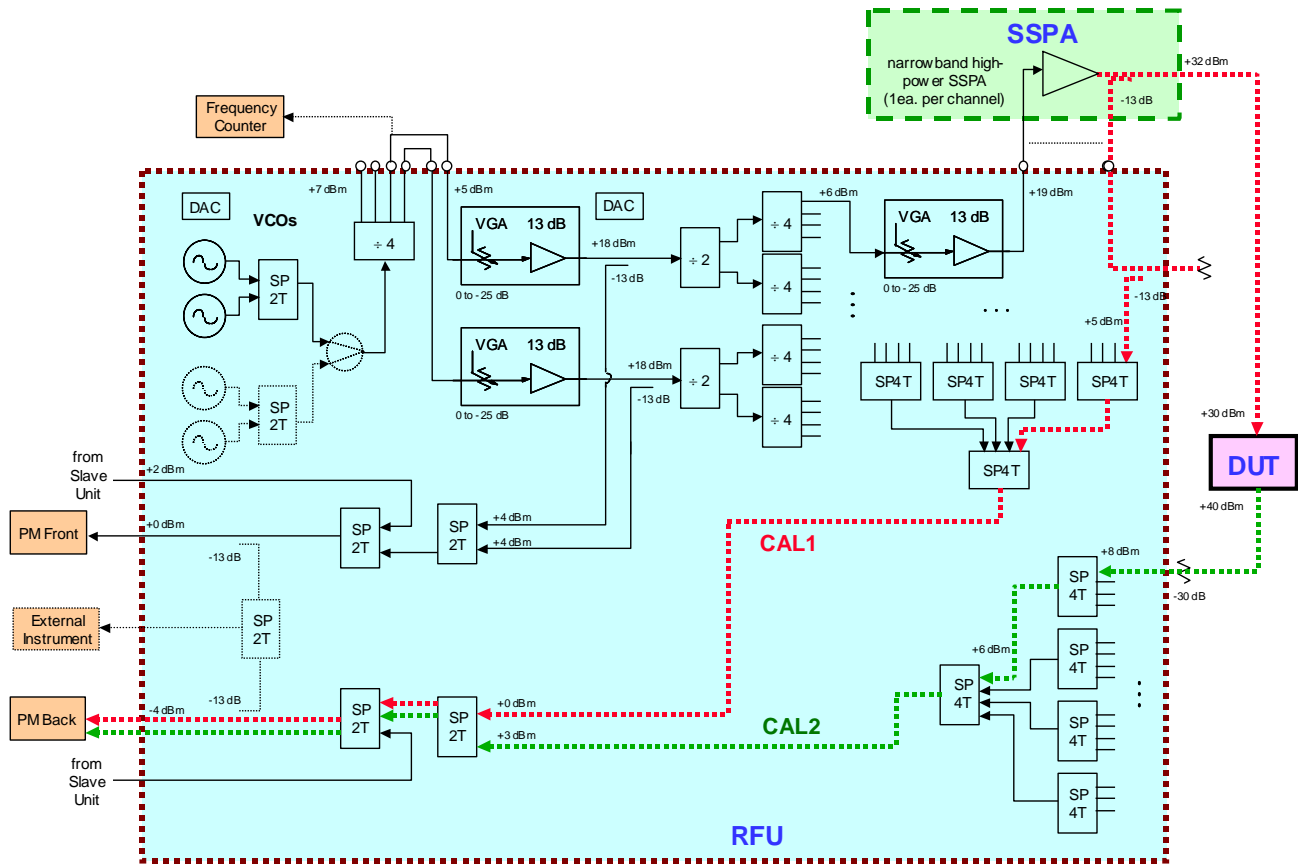 SSPA
narrowband high-
power SSPA
(1ea. per channel)
+32 dBm
-13 dB
Frequency
Counter
+7 dBm
+5 dBm
+6 dBm
+19 dBm
DAC
VCOs
DAC
÷ 4
VGA 13 dB
+18 dBm
-13 dB
0 to -25 dB
÷ 2
÷ 4
÷ 4
VGA 13 dB
0 to -25 dB
-13 dB
+5 dBm
SP
2T
SP
2T
VGA 13 dB
+18 dBm
-13 dB
0 to -25 dB
÷ 2
÷ 4
÷ 4
SP4T
SP4T
SP4T
SP4T
SP4T
+30 dBm
DUT
+40 dBm
from
Slave
Unit
+2 dBm
PM Front
+0 dBm
SP
2T
SP
2T
+4 dBm
+4 dBm
CAL1
-13 dB
External
Instrument
SP
2T
-13 dB
+8 dBm
-30 dB
SP
4T
+6 dBm
SP
4T
SP
4T
SP
4T
SP
4T
PM Back
-4 dBm
SP
2T
SP
2T
+0 dBm
+3 dBm
CAL2
from
Slave
Unit
RFU